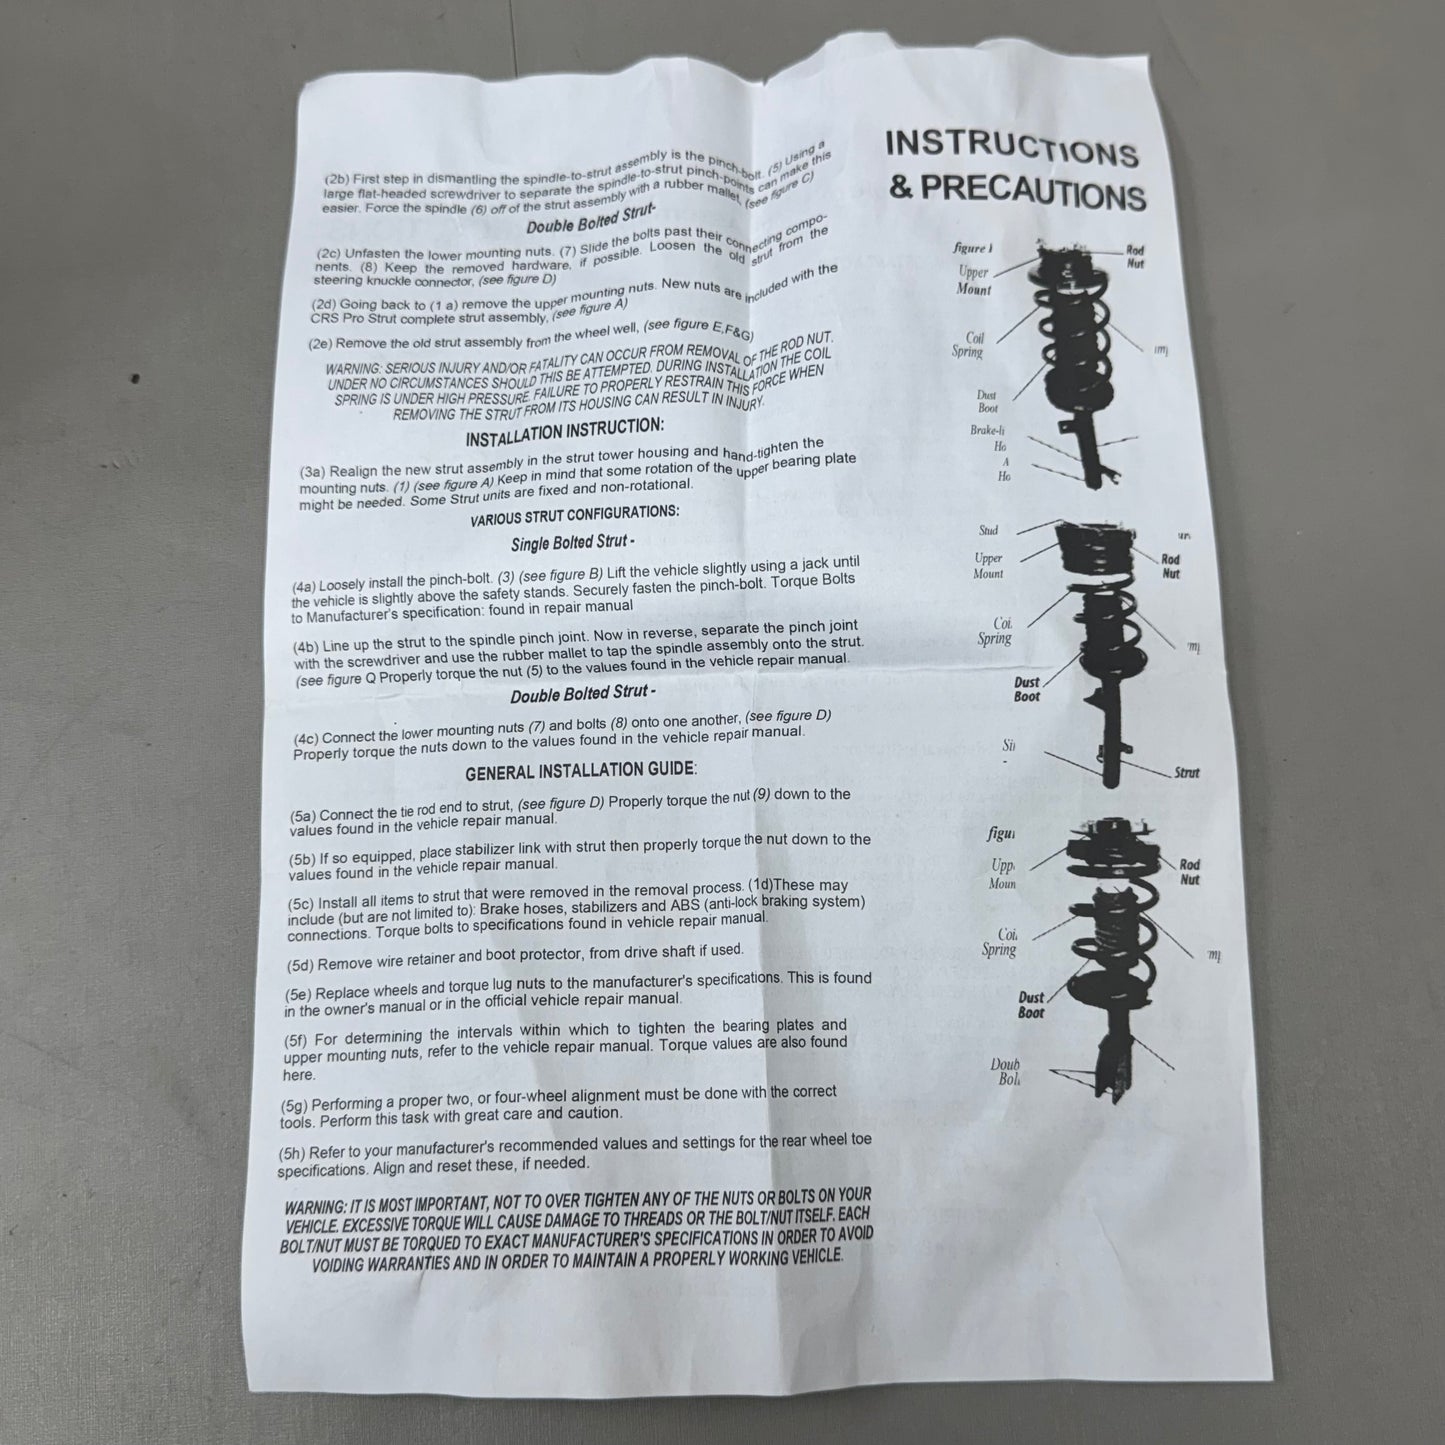 (2b) First step in dismantling the spindle-to-strut assembly is the pinch-bolt. (5) Using a
large flat-headed screwdriver to separate the spindle-to-strut pinch-points can make this
easier. Force the spindle (6) off of the strut assembly with a rubber mallet, (see figure C)
Double Bolted Strut-
(2c) Unfasten the lower mounting nuts. (7) Slide the bolts past their connecting compo-
nents. (8) Keep the removed hardware, if possible. Loosen the old strut from the
steering knuckle connector, (see figure D)
(2d) Going back to (1 a) remove the upper mounting nuts. New nuts are included with the
CRS Pro Strut complete strut assembly, (see figure A)
(2e) Remove the old strut assembly from the wheel well, (see figure E,F&G)
WARNING: SERIOUS INJURY AND/OR FATALITY CAN OCCUR FROM REMOVAL OF THE ROD NUT.
UNDER NO CIRCUMSTANCES SHOULD THIS BE ATTEMPTED. DURING INSTALLATION THE COIL
SPRING IS UNDER HIGH PRESSURE. FAILURE TO PROPERLY RESTRAIN THIS FORCE WHEN
REMOVING THE STRUT FROM ITS HOUSING CAN RESULT IN INJURY.
INSTALLATION INSTRUCTION:
(3a) Realign the new strut assembly in the strut tower housing and hand-tighten the
mounting nuts. (1) (see figure A) Keep in mind that some rotation of the upper bearing plate
might be needed. Some Strut units are fixed and non-rotational.
VARIOUS STRUT CONFIGURATIONS:
Single Bolted Strut -
(4a) Loosely install the pinch-bolt. (3) (see figure B) Lift the vehicle slightly using a jack until
the vehicle is slightly above the safety stands. Securely fasten the pinch-bolt. Torque Bolts
to Manufacturer's specification: found in repair manual
(4b) Line up the strut to the spindle pinch joint. Now in reverse, separate the pinch joint
with the screwdriver and use the rubber mallet to tap the spindle assembly onto the strut.
(see figure Q Properly torque the nut (5) to the values found in the vehicle repair manual.
Double Bolted Strut -
(4c) Connect the lower mounting nuts (7) and bolts (8) onto one another, (see figure D)
Properly torque the nuts down to the values found in the vehicle repair manual.
GENERAL INSTALLATION GUIDE:
(5a) Connect the tie rod end to strut, (see figure D) Properly torque the nut (9) down to the
values found in the vehicle repair manual.
(5b) If so equipped, place stabilizer link with strut then properly torque the nut down to the
values found in the vehicle repair manual.
(5c) Install all items to strut that were removed in the removal process. (1d)These may
include (but are not limited to): Brake hoses, stabilizers and ABS (anti-lock braking system)
connections. Torque bolts to specifications found in vehicle repair manual.
(5d) Remove wire retainer and boot protector, from drive shaft if used.
(5e) Replace wheels and torque lug nuts to the manufacturer's specifications. This is found
in the owner's manual or in the official vehicle repair manual.
(5f) For determining the intervals within which to tighten the bearing plates and
upper mounting nuts, refer to the vehicle repair manual. Torque values are also found
here.
(5g) Performing a proper two, or four-wheel alignment must be done with the correct
tools. Perform this task with great care and caution.
(5h) Refer to your manufacturer's recommended values and settings for the rear wheel toe
specifications. Align and reset these, if needed.
WARNING: IT IS MOST IMPORTANT, NOT TO OVER TIGHTEN ANY OF THE NUTS OR BOLTS ON YOUR
VEHICLE. EXCESSIVE TORQUE WILL CAUSE DAMAGE TO THREADS OR THE BOLT/NUT ITSELF. EACH
BOLT/NUT MUST BE TORQUED TO EXACT MANUFACTURER'S SPECIFICATIONS IN ORDER TO AVOID
VOIDING WARRANTIES AND IN ORDER TO MAINTAIN A PROPERLY WORKING VEHICLE.
INSTRUCTIONS
& PRECAUTIONS
figure
Rod
Nut
Upper
Mount
Coil
Spring
Dust
Boot
Brake-li
Ho
A
Ho
Stud
Upper
Mount
Rod
Nut
Coi
Spring
Dust
Boot
Strut
figu
Upp
Moun
Rod
Nut
Coi
Spring
Dust
Boot
Doub
Bol